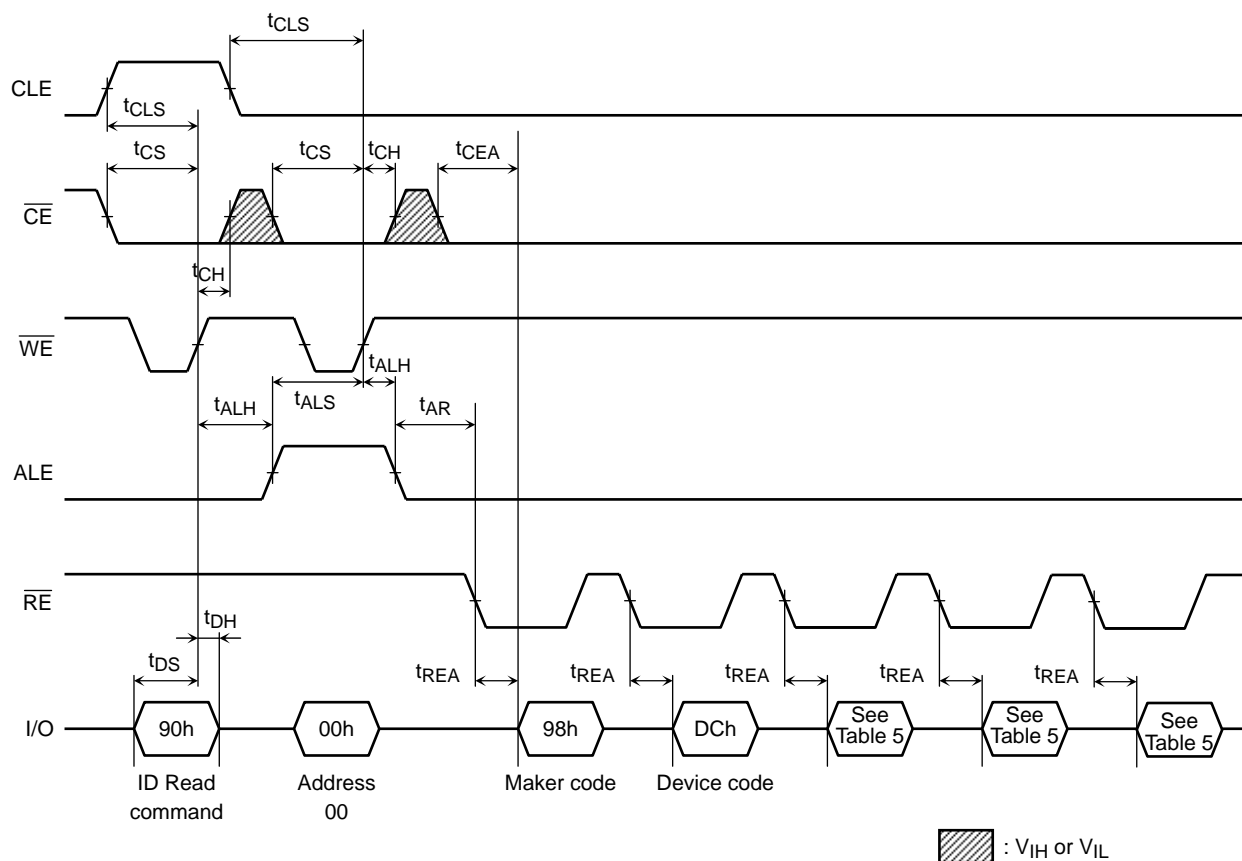 tCLS
CLE
tCLS
tCS
tCS
tCH
tCEA
CE
tCH
WE
tALH
tALH
tALS
tAR
ALE
RE
tDH
tDS
tREA
tREA
tREA
tREA
tREA
I/O
90h
00h
98h
DCh
See
Table 5
See
Table 5
See
Table 5
ID Read
command
Address
00
Maker code
Device code
: VIH or VIL